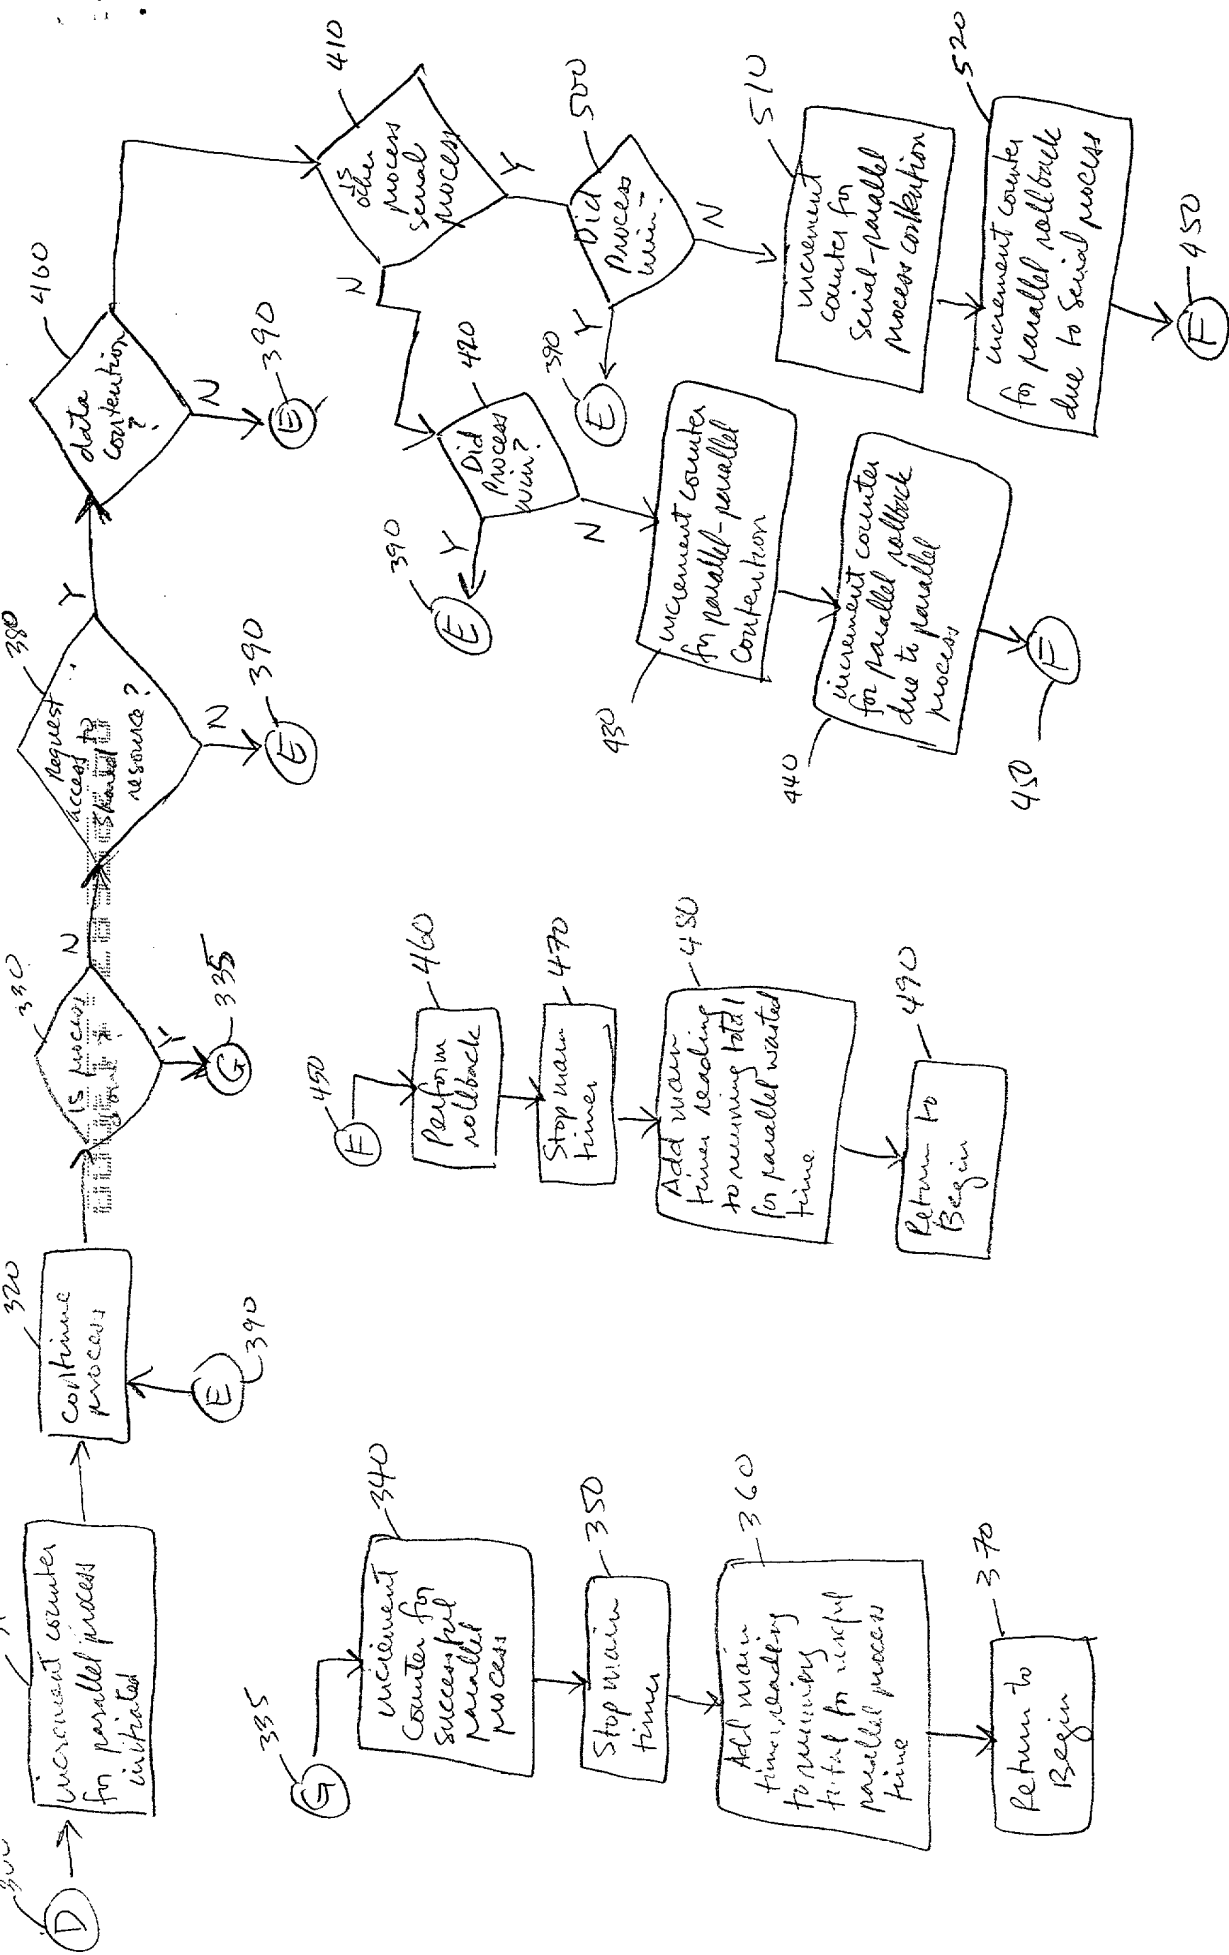 D
increment counter
for parallel process
initiated
320
continue
process
E
390
330
is process
N
Y
G
335
380
Request
access to
shared
resource?
Y
N
E
390
data
contention
?
N
E
390
410
is
other
process
serial
process
N
Y
420
Did
Process
win?
Y
390
E
N
500
Did
Process
win
Y
390
E
N
430
increment counter
for parallel-parallel
contention
440
increment counter
for parallel rollback
due to parallel
process
450
F
510
increment
counter for
serial-parallel
process contention
520
increment counter
for parallel rollback
due to serial process
F
450
335
G
340
increment
counter for
successful
parallel
process
350
Stop main
timer
360
Add main
timer reading
to running
total for useful
parallel process
time
370
Return to
Begin
450
F
460
Perform
rollback
470
Stop main
timer
480
Add main
timer reading
to running total
for parallel wasted
time
490
Return to
Begin